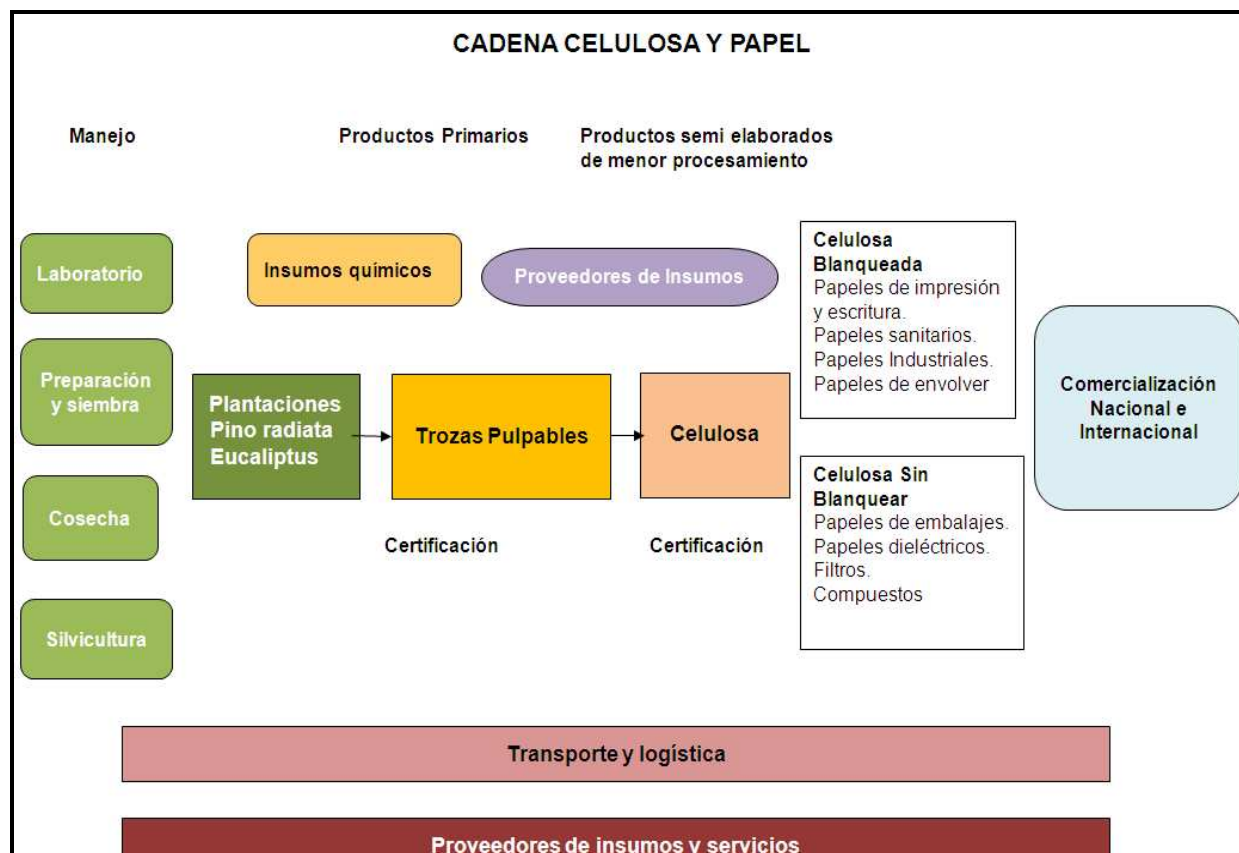 CADENA CELULOSA Y PAPEL
Manejo
Productos Primarios
Productos semi elaborados
de menor procesamiento
Laboratorio
Preparación
y siembra
Cosecha
Silvicultura
Insumos químicos
Proveedores de Insumos
Plantaciones
Pino radiata
Eucaliptus
Trozas Pulpables
Celulosa
Certificación
Certificación
Celulosa
Blanqueada
Papeles de impresión
y escritura.
Papeles sanitarios.
Papeles Industriales.
Papeles de envolver
Celulosa Sin
Blanquear
Papeles de embalajes.
Papeles dieléctricos.
Filtros.
Compuestos
Comercialización
Nacional e
Internacional
Transporte y logística
Proveedores de insumos y servicios